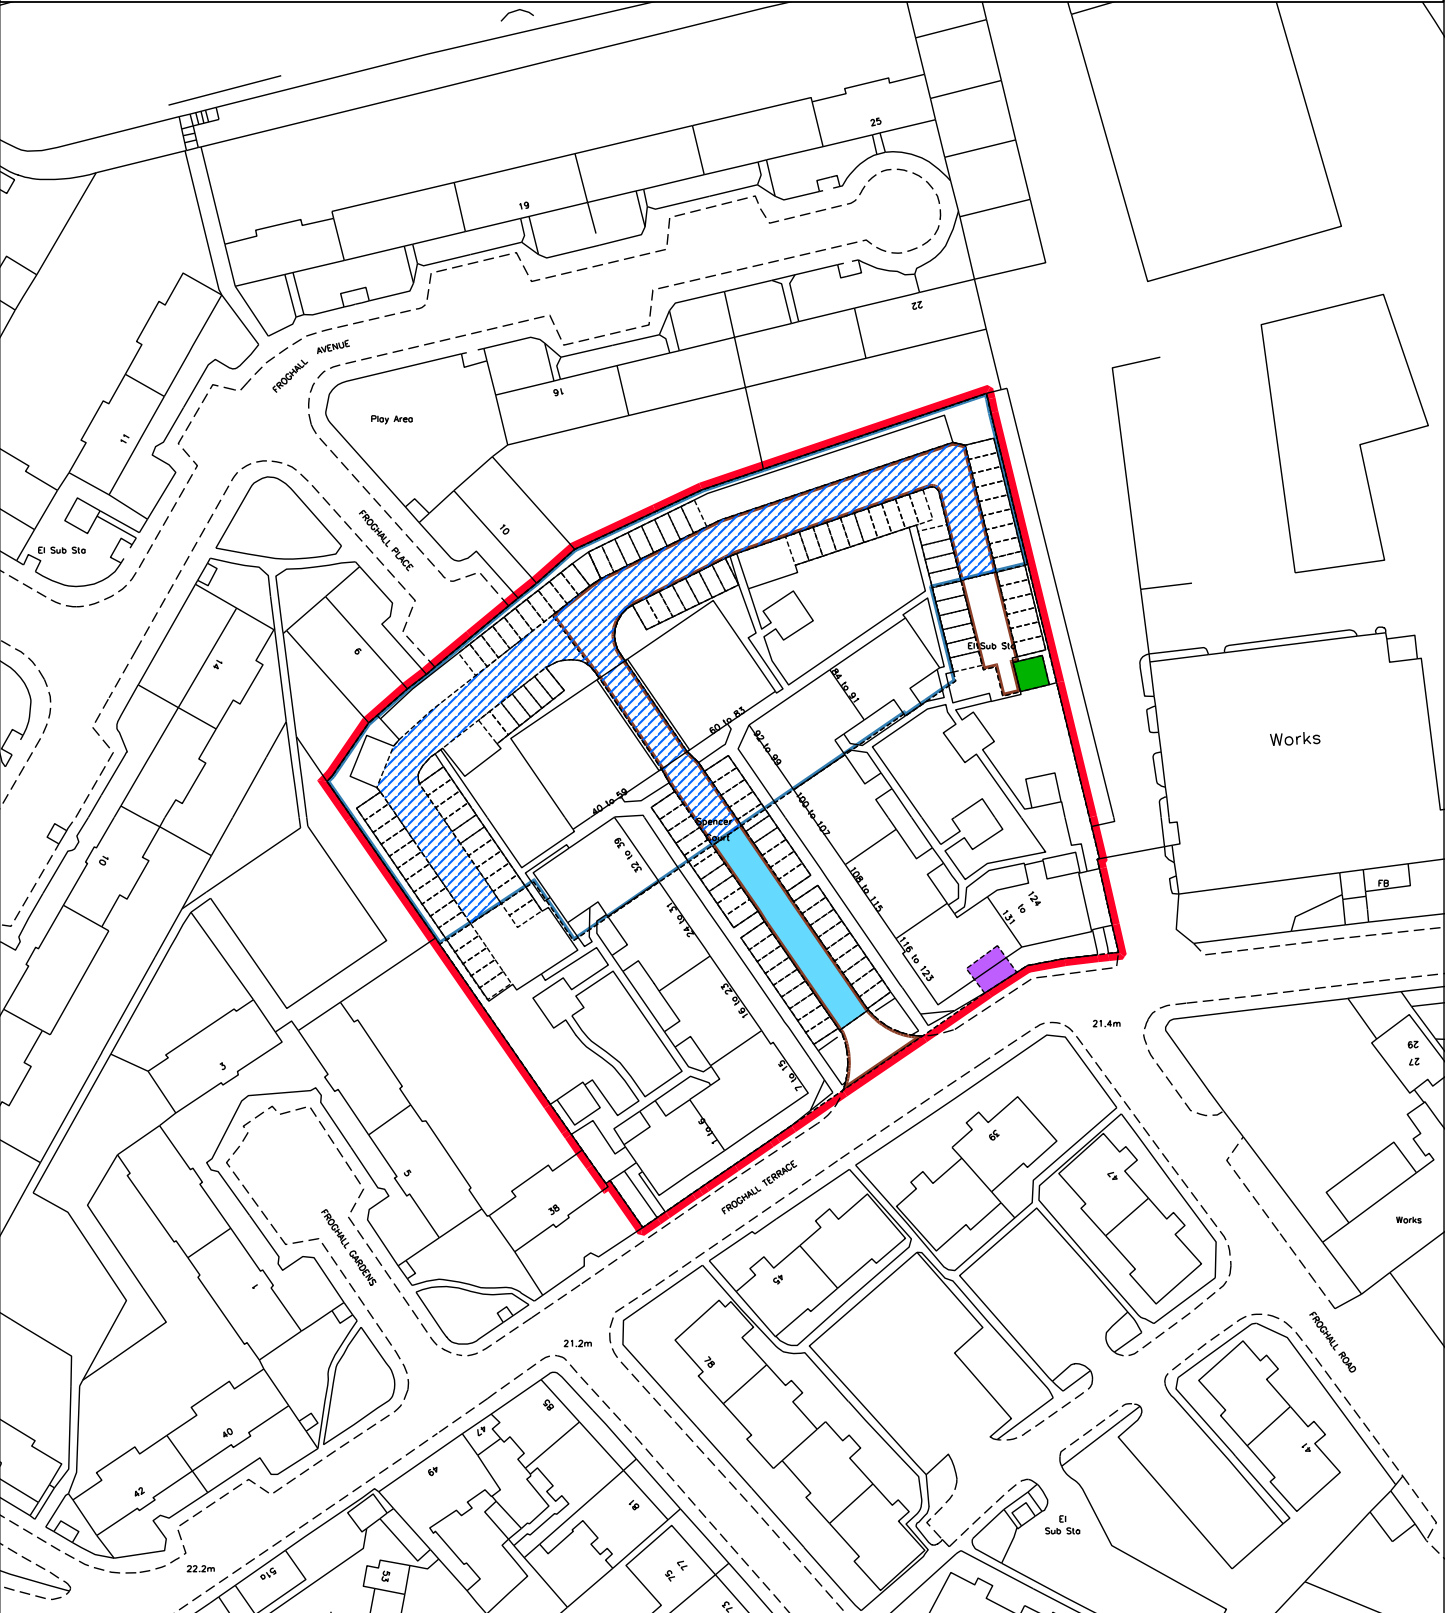 25
19
22
FROGHALL AVENUE
16
Play Area
11
10
FROGHALL PLACE
El Sub Sta
14
6
El Sub Sta
84 to 91
60 to 83
92 to 99
Works
40 to 59
100 to 107
Spencer
Court
32 to 39
10
108 to 115
FB
24 to 31
124
to
131
116 to 123
16 to 23
21.4m
29
27
3
7 to 15
1 to 6
39
5
47
FROGHALL TERRACE
38
Works
FROGHALL GARDENS
1
45
21.2m
FROGHALL ROAD
78
85
47
40
41
49
42
81
El
Sub Sta
22.2m
51a
53
77
75
73